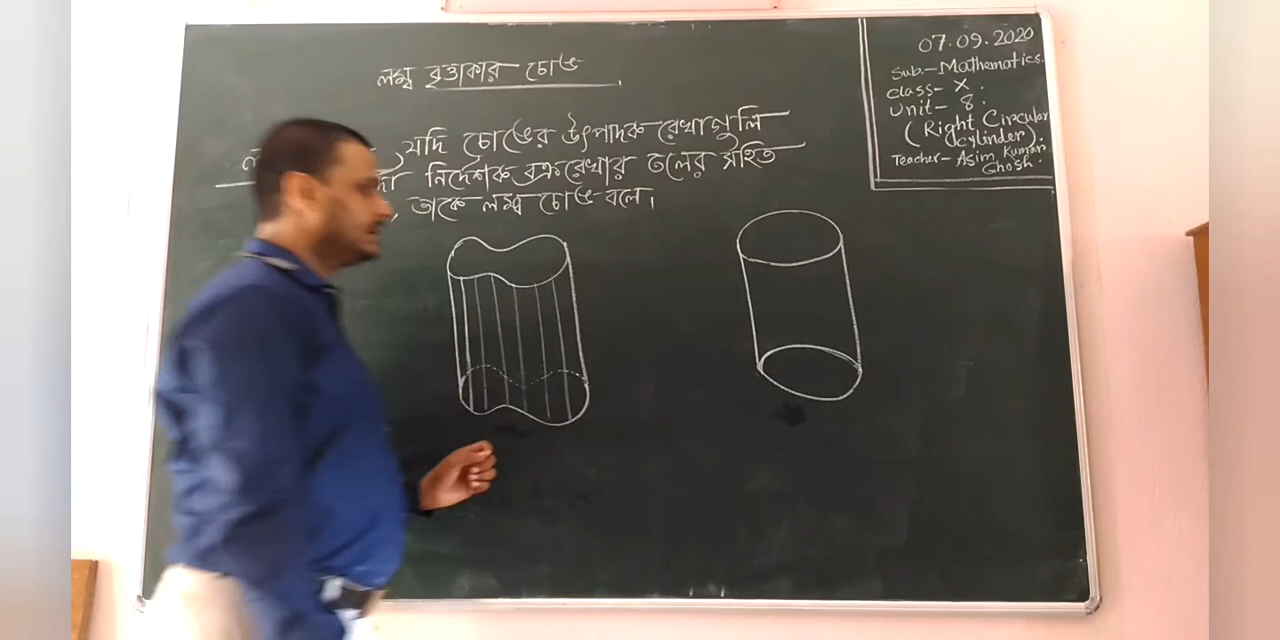 লম্ব বৃত্তাকার চোঙ
যদি চোঙের উৎপাদক রেখাগুলি
নির্দেশক বক্ররেখার তলের সহিত
, তাকে লম্ব চোঙ বলে।
07.09.2020
Sub.- Mathematics.
Class- X.
Unit- 8.
(Right Circular
Cylinder).
Teacher- Asim Kumar
Ghosh.